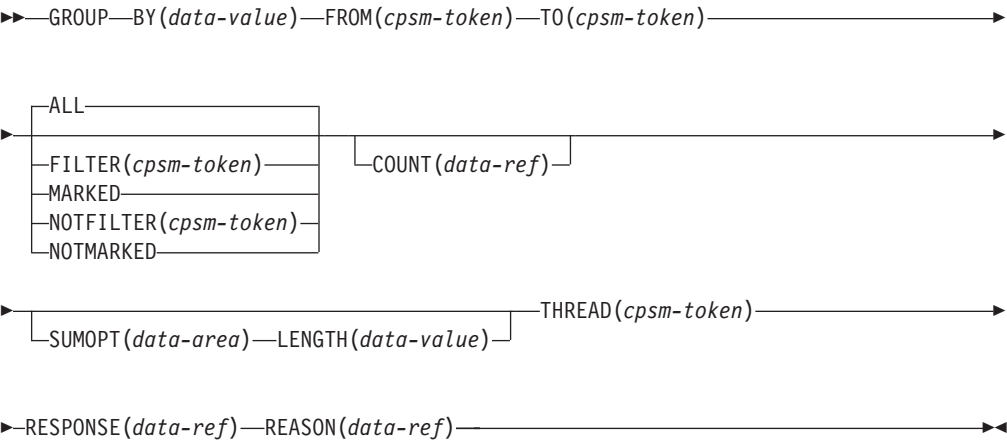 GROUP BY(data-value) FROM(cpsm-token) TO(cpsm-token)
ALL
FILTER(cpsm-token)
MARKED
NOTFILTER(cpsm-token)
NOTMARKED
COUNT(data-ref)
SUMOPT(data-area) LENGTH(data-value)
THREAD(cpsm-token)
RESPONSE(data-ref) REASON(data-ref)